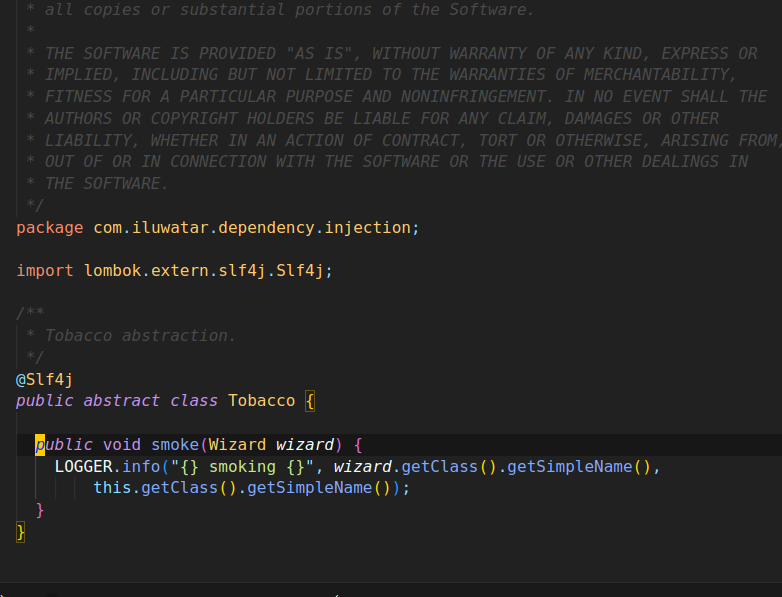 * all copies or substantial portions of the Software.
*
* THE SOFTWARE IS PROVIDED "AS IS", WITHOUT WARRANTY OF ANY KIND, EXPRESS OR
* IMPLIED, INCLUDING BUT NOT LIMITED TO THE WARRANTIES OF MERCHANTABILITY,
* FITNESS FOR A PARTICULAR PURPOSE AND NONINFRINGEMENT. IN NO EVENT SHALL THE
* AUTHORS OR COPYRIGHT HOLDERS BE LIABLE FOR ANY CLAIM, DAMAGES OR OTHER
* LIABILITY, WHETHER IN AN ACTION OF CONTRACT, TORT OR OTHERWISE, ARISING FROM,
* OUT OF OR IN CONNECTION WITH THE SOFTWARE OR THE USE OR OTHER DEALINGS IN
* THE SOFTWARE.
*/
package com.iluwatar.dependency.injection;
import lombok.extern.slf4j.Slf4j;
/**
* Tobacco abstraction.
*/
@Slf4j
public abstract class Tobacco {
public void smoke(Wizard wizard) {
LOGGER.info("{} smoking {}", wizard.getClass().getSimpleName(),
this.getClass().getSimpleName());
}
}